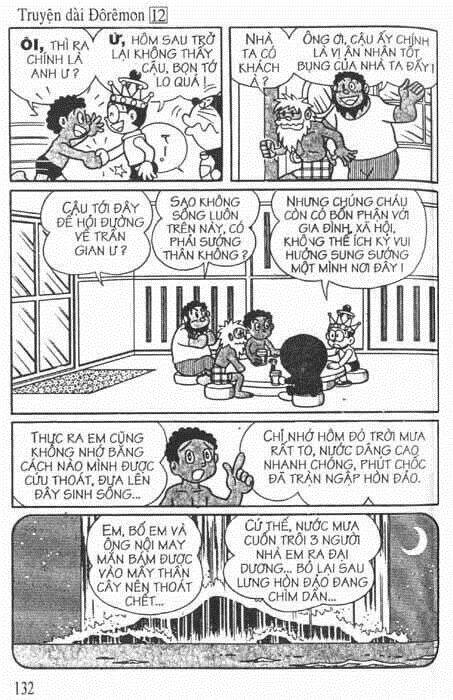 Truyện dài Đôrêmon 12
ÔI, THÌ RA
CHÍNH LÀ
ANH Ư ?
Ừ, HÔM SAU TRỞ
LẠI KHÔNG THẤY
CẬU, BỌN TỚ
LO QUÁ !
NHÀ
TA CÓ
KHÁCH
À ?
ÔNG ƠI, CẬU ẤY CHÍNH
LÀ VỊ ÂN NHÂN TỐT
BỤNG CỦA NHÀ TA ĐẤY !
CẬU TỚI ĐÂY
ĐỂ HỎI ĐƯỜNG
VỀ TRẦN
GIAN Ư ?
SAO KHÔNG
SỐNG LUÔN
TRÊN NÀY, CÓ
PHẢI SƯỚNG
THÂN KHÔNG ?
NHƯNG CHÚNG CHÁU
CÒN CÓ BỔN PHẬN VỚI
GIA ĐÌNH, XÃ HỘI,
KHÔNG THỂ ÍCH KỶ VUI
HƯỞNG SUNG SƯỚNG
MỘT MÌNH NƠI ĐÂY !
THỰC RA EM CŨNG
KHÔNG NHỚ BẰNG
CÁCH NÀO MÌNH ĐƯỢC
CỨU THOÁT, ĐƯA LÊN
ĐÂY SINH SỐNG...
CHỈ NHỚ HÔM ĐÓ TRỜI MƯA
RẤT TO, NƯỚC DÂNG CAO
NHANH CHÓNG, PHÚT CHỐC
ĐÃ TRÀN NGẬP HÒN ĐẢO.
EM, BỐ EM VÀ
ÔNG NỘI MAY
MẮN BÁM ĐƯỢC
VÀO MẤY THÂN
CÂY NÊN THOÁT
CHẾT...
CỨ THẾ, NƯỚC MƯA
CUỐN TRÔI 3 NGƯỜI
NHÀ EM RA ĐẠI
DƯƠNG... BỎ LẠI SAU
LƯNG HÒN ĐẢO ĐANG
CHÌM DẦN...
132